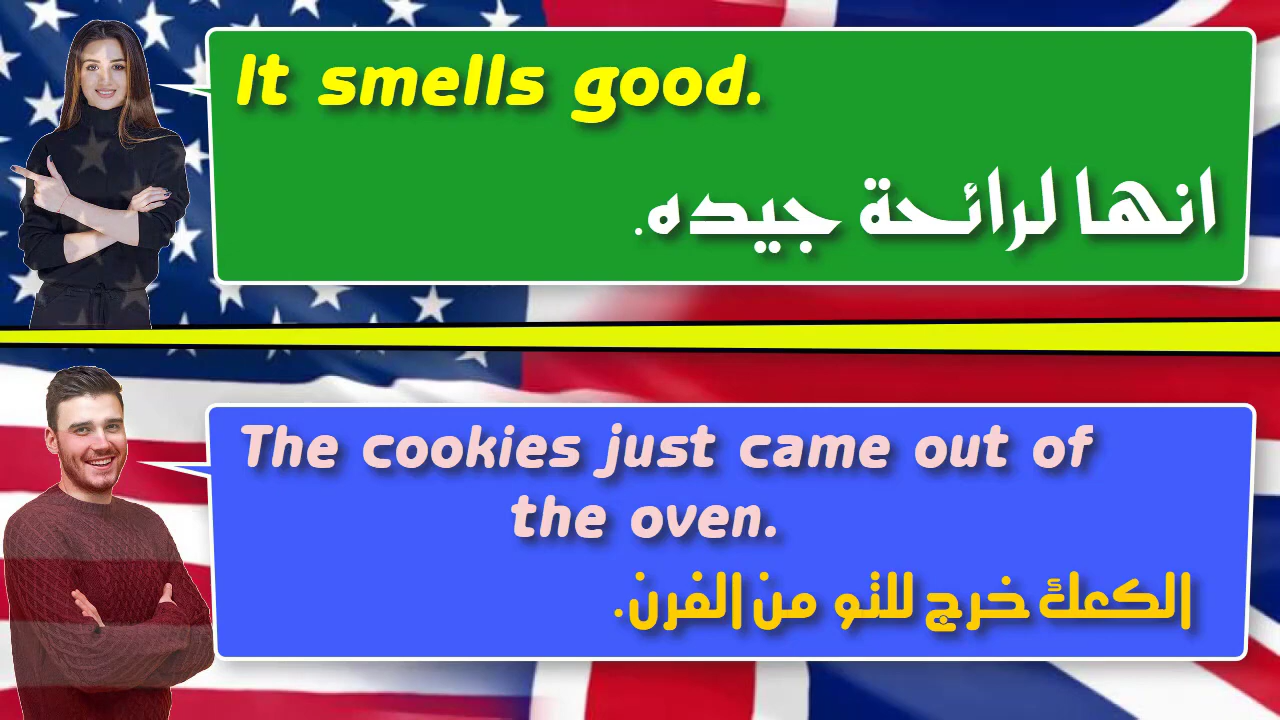 It smells good.
انها لرائحة جيده.
The cookies just came out of
the oven.
الكعك خرج للتو من الفرن.